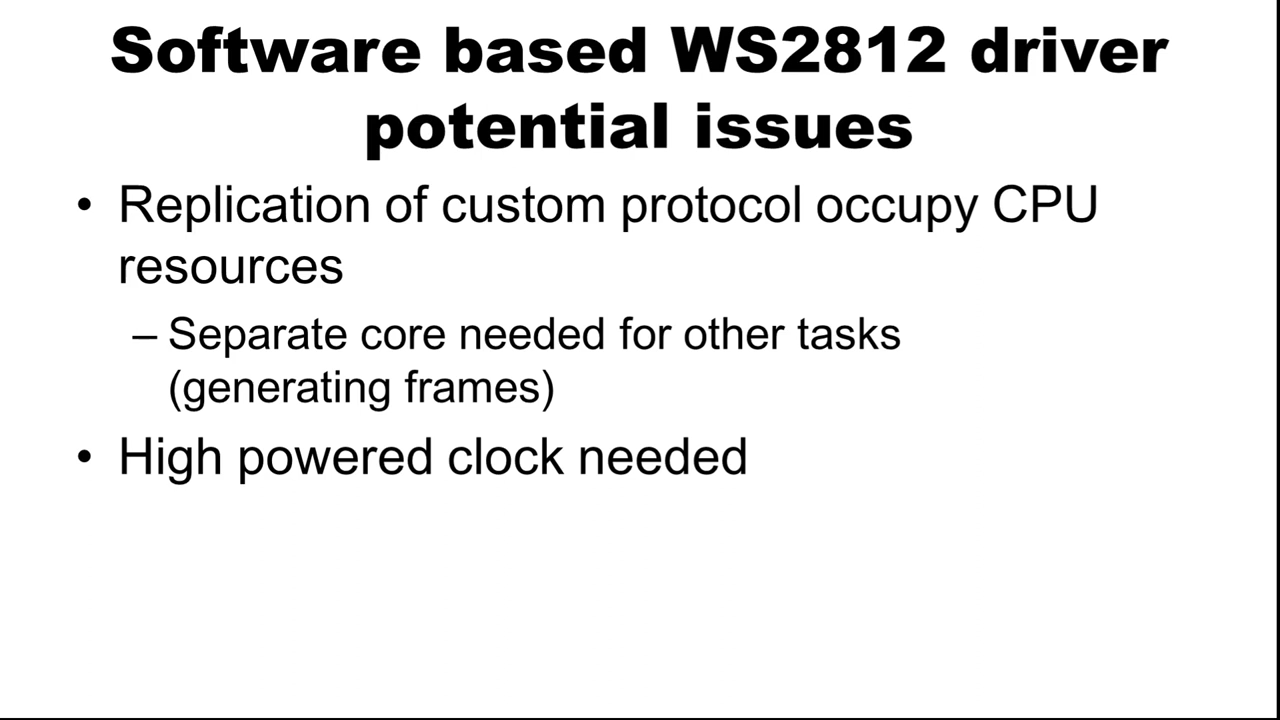 Software based WS2812 driver
potential issues
• Replication of custom protocol occupy CPU
resources
– Separate core needed for other tasks
(generating frames)
• High powered clock needed